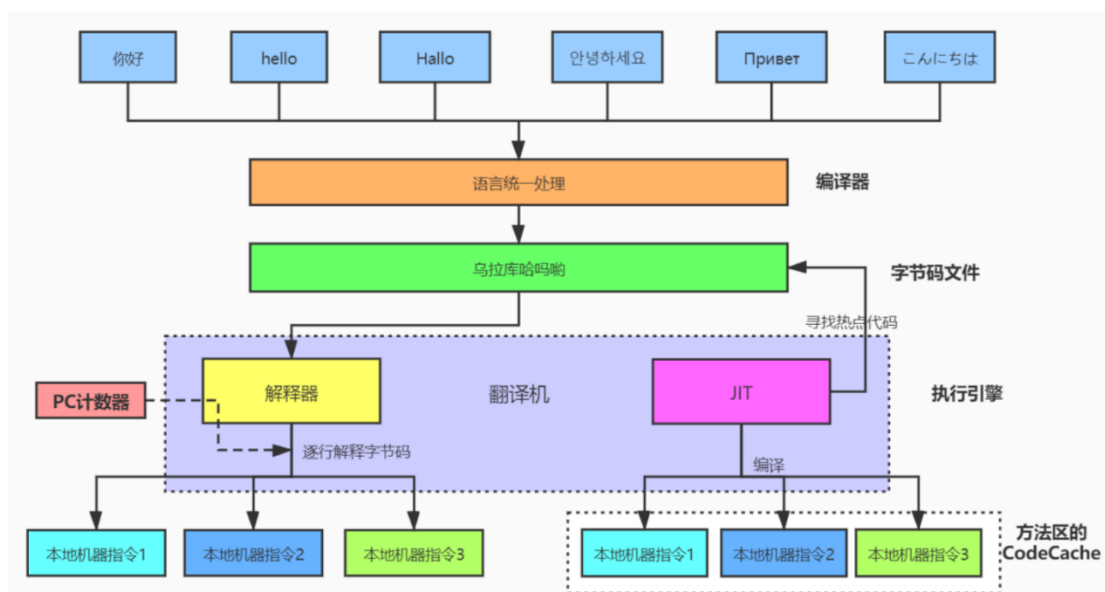 你好
hello
Hallo
안녕하세요
Привет
こんにちは
语言统一处理
编译器
乌拉库哈吗哟
字节码文件
寻找热点代码
PC计数器
解释器
翻译机
JIT
执行引擎
逐行解释字节码
编译
本地机器指令1
本地机器指令2
本地机器指令3
本地机器指令1
本地机器指令2
本地机器指令3
方法区的
CodeCache